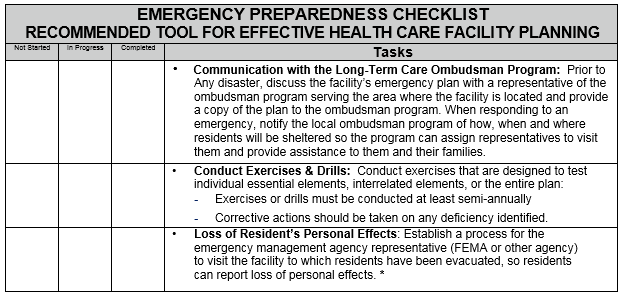 EMERGENCY PREPAREDNESS CHECKLIST
RECOMMENDED TOOL FOR EFFECTIVE HEALTH CARE FACILITY PLANNING
Not Started In Progress Completed Tasks
• Communication with the Long-Term Care Ombudsman Program: Prior to
Any disaster, discuss the facility's emergency plan with a representative of the
ombudsman program serving the area where the facility is located and provide
a copy of the plan to the ombudsman program. When responding to an
emergency, notify the local ombudsman program of how, when and where
residents will be sheltered so the program can assign representatives to visit
them and provide assistance to them and their families.
• Conduct Exercises & Drills: Conduct exercises that are designed to test
individual essential elements, interrelated elements, or the entire plan:
- Exercises or drills must be conducted at least semi-annually
- Corrective actions should be taken on any deficiency identified.
• Loss of Resident's Personal Effects: Establish a process for the
emergency management agency representative (FEMA or other agency)
to visit the facility to which residents have been evacuated, so residents
can report loss of personal effects. *